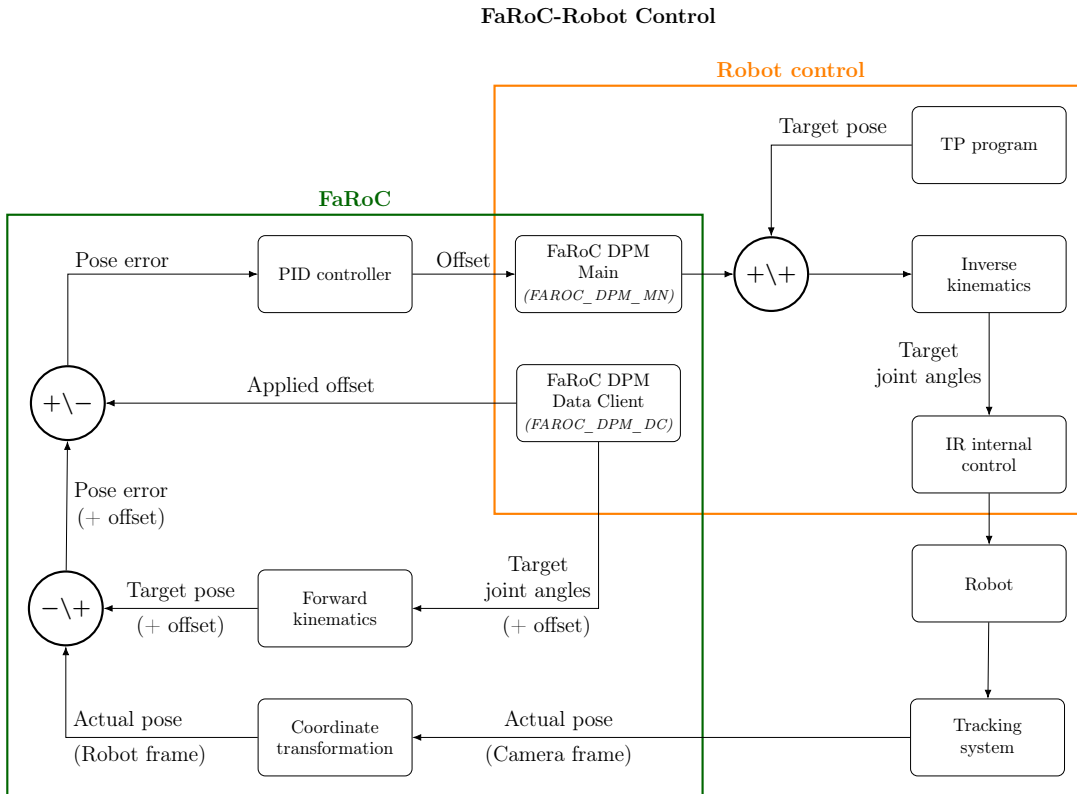 FaRoC-Robot Control
Robot control
Target pose
TP program
FaRoC
Pose error
PID controller
Offset
FaRoC DPM
Main
(FAROC_DPM_MN)
+\+
Inverse
kinematics
Target
joint angles
Applied offset
FaRoC DPM
Data Client
(FAROC_DPM_DC)
+\−
IR internal
control
Pose error
(+ offset)
Target pose
(+ offset)
Forward
kinematics
Target
joint angles
(+ offset)
−\+
Robot
Actual pose
(Robot frame)
Coordinate
transformation
Actual pose
(Camera frame)
Tracking
system